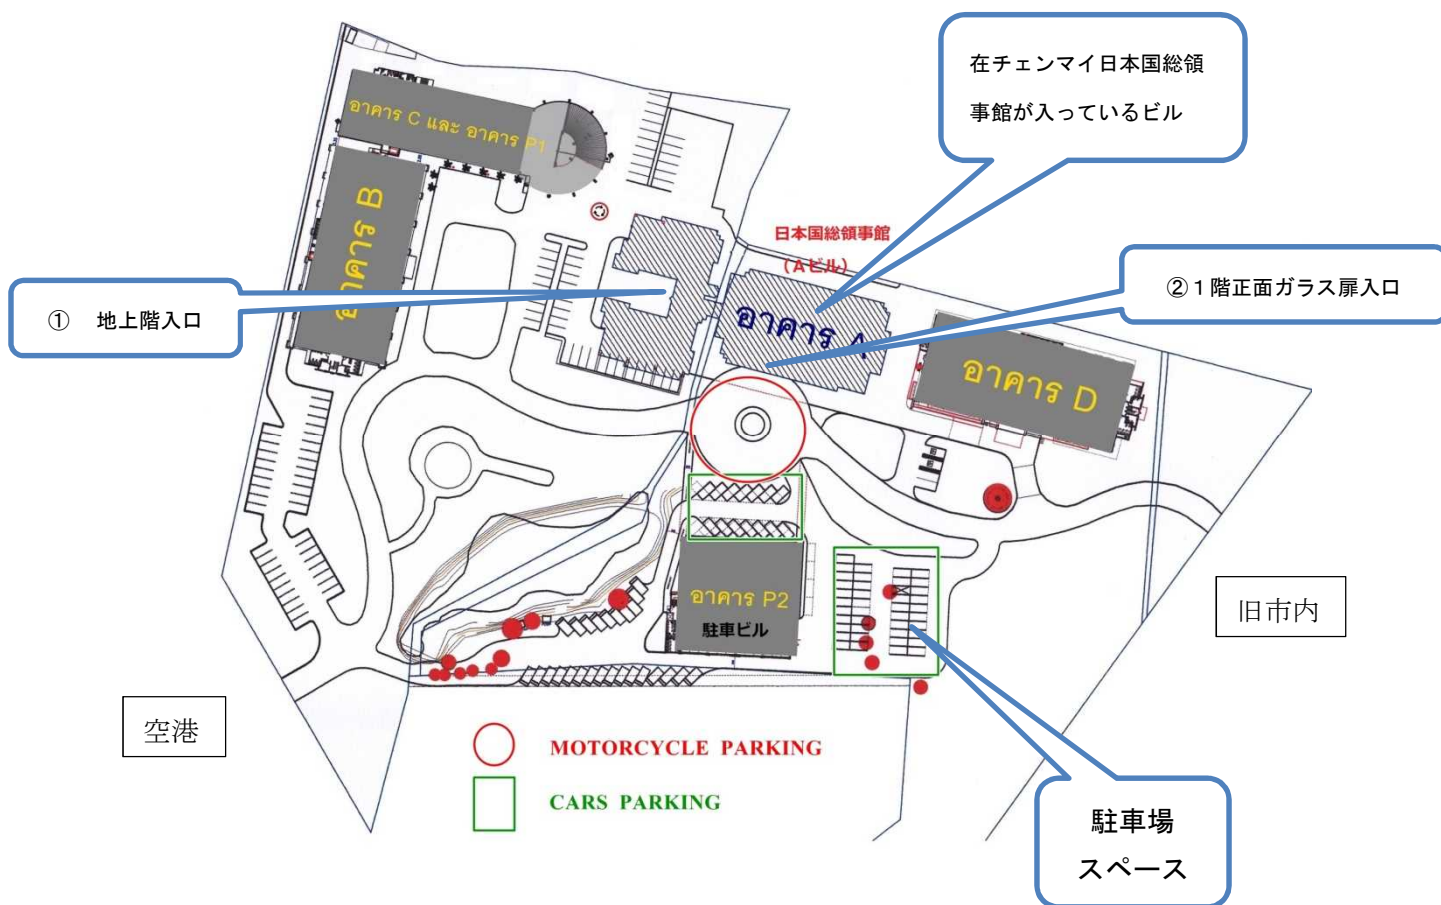 在チェンマイ日本国総領
事館が入っているビル
อาคาร C และ อาคาร P1
อาคาร B
日本国総領事館
（Aビル）
② 1 階正面ガラス扉入口
① 地上階入口
อาคาร A
อาคาร D
อาคาร P2
駐車ビル
旧市内
空港
MOTORCYCLE PARKING
CARS PARKING
駐車場
スペース